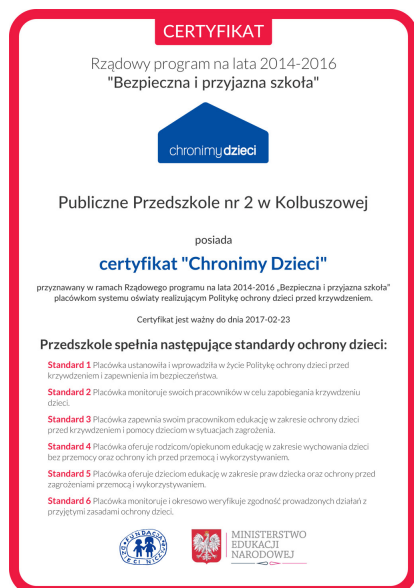 CERTYFIKAT
Rządowy program na lata 2014-2016
"Bezpieczna i przyjazna szkoła"
chronimydzieci
Publiczne Przedszkole nr 2 w Kolbuszowej
posiada
certyfikat "Chronimy Dzieci"
przyznawany w ramach Rządowego programu na lata 2014-2016 „Bezpieczna i przyjazna szkoła”
placówkom systemu oświaty realizującym Politykę ochrony dzieci przed krzywdzeniem.
Certyfikat jest ważny do dnia 2017-02-23
Przedszkole spełnia następujące standardy ochrony dzieci:
Standard 1 Placówka ustanowiła i wprowadziła w życie Politykę ochrony dzieci przed
krzywdzeniem i zapewnienia im bezpieczeństwa.
Standard 2 Placówka monitoruje swoich pracowników w celu zapobiegania krzywdzeniu
dzieci.
Standard 3 Placówka zapewnia swoim pracownikom edukację w zakresie ochrony dzieci
przed krzywdzeniem i pomocy dzieciom w sytuacjach zagrożenia.
Standard 4 Placówka oferuje rodzicom/opiekunom edukację w zakresie wychowania dzieci
bez przemocy oraz ochrony ich przed przemocą i wykorzystywaniem.
Standard 5 Placówka oferuje dzieciom edukację w zakresie praw dziecka oraz ochrony przed
zagrożeniami przemocą i wykorzystywaniem.
Standard 6 Placówka monitoruje i okresowo weryfikuje zgodność prowadzonych działań z
przyjętymi zasadami ochrony dzieci.
FUNDACJA
DZIECI NICZYJE
MINISTERSTWO
EDUKACJI
NARODOWEJ